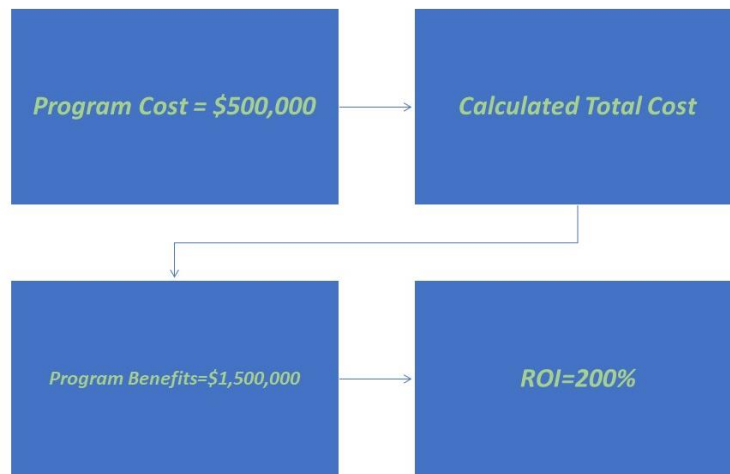 Program Cost = $500,000
Calculated Total Cost
Program Benefits=$1,500,000
ROI=200%